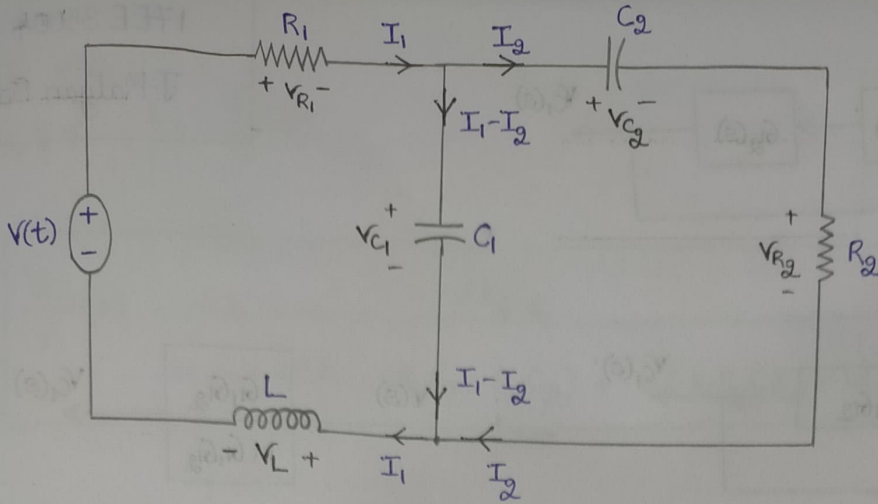 R1 I1 I2 C2
+ VR1 -
+ VC2 -
I1-I2
V(t) + -
+ VC1 - C1
+ VR2 - R2
I1-I2
L
- VL + I1 I2